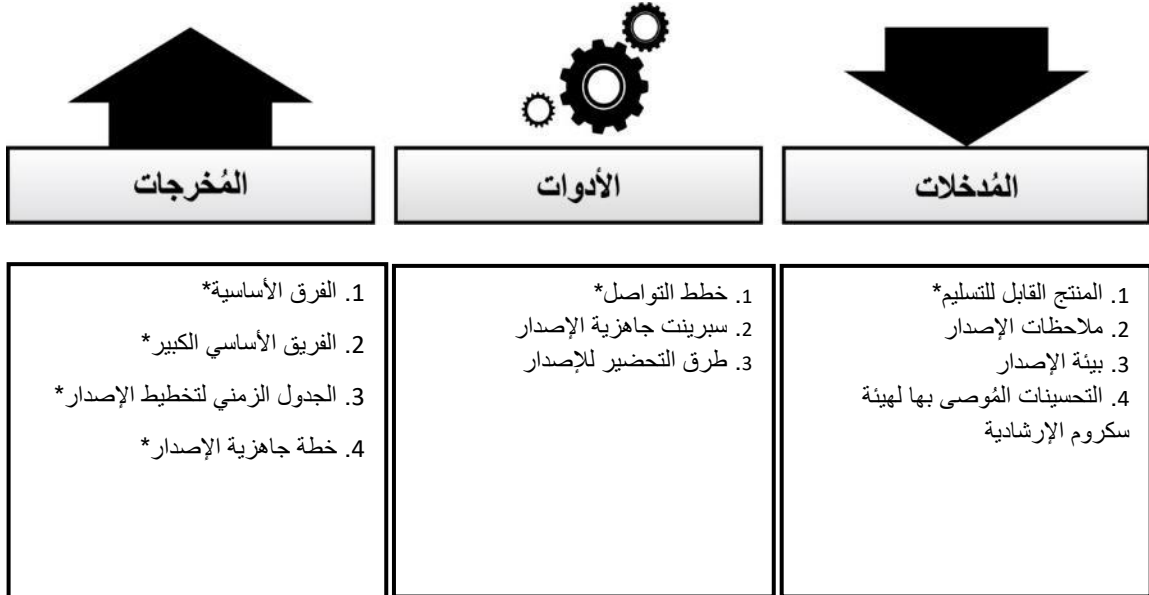 المُدخلات
الأدوات
المُخرجات
1. المنتج القابل للتسليم*
2. ملاحظات الإصدار
3. بيئة الإصدار
4. التحسينات المُوصى بها لهيئة
سكروم الإرشادية
1. خطط التواصل*
2. سبرينت جاهزية الإصدار
3. طرق التحضير للإصدار
1. الفرق الأساسية*
2. الفريق الأساسي الكبير*
3. الجدول الزمني لتخطيط الإصدار*
4. خطة جاهزية الإصدار*